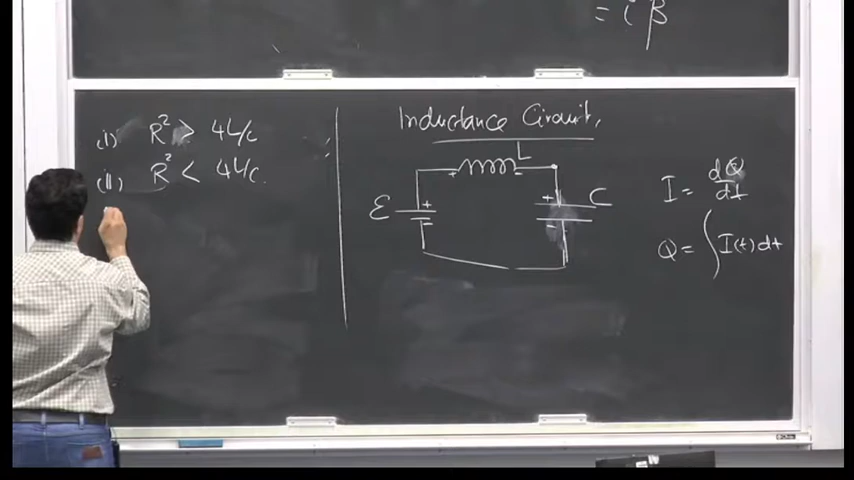 = i β
(i) R² > 4L/C
(ii) R² < 4L/C.
Inductance Circuit.
L
+ -
ℰ + -
+ - C
I = dQ/dt
Q = ∫ I(t) dt